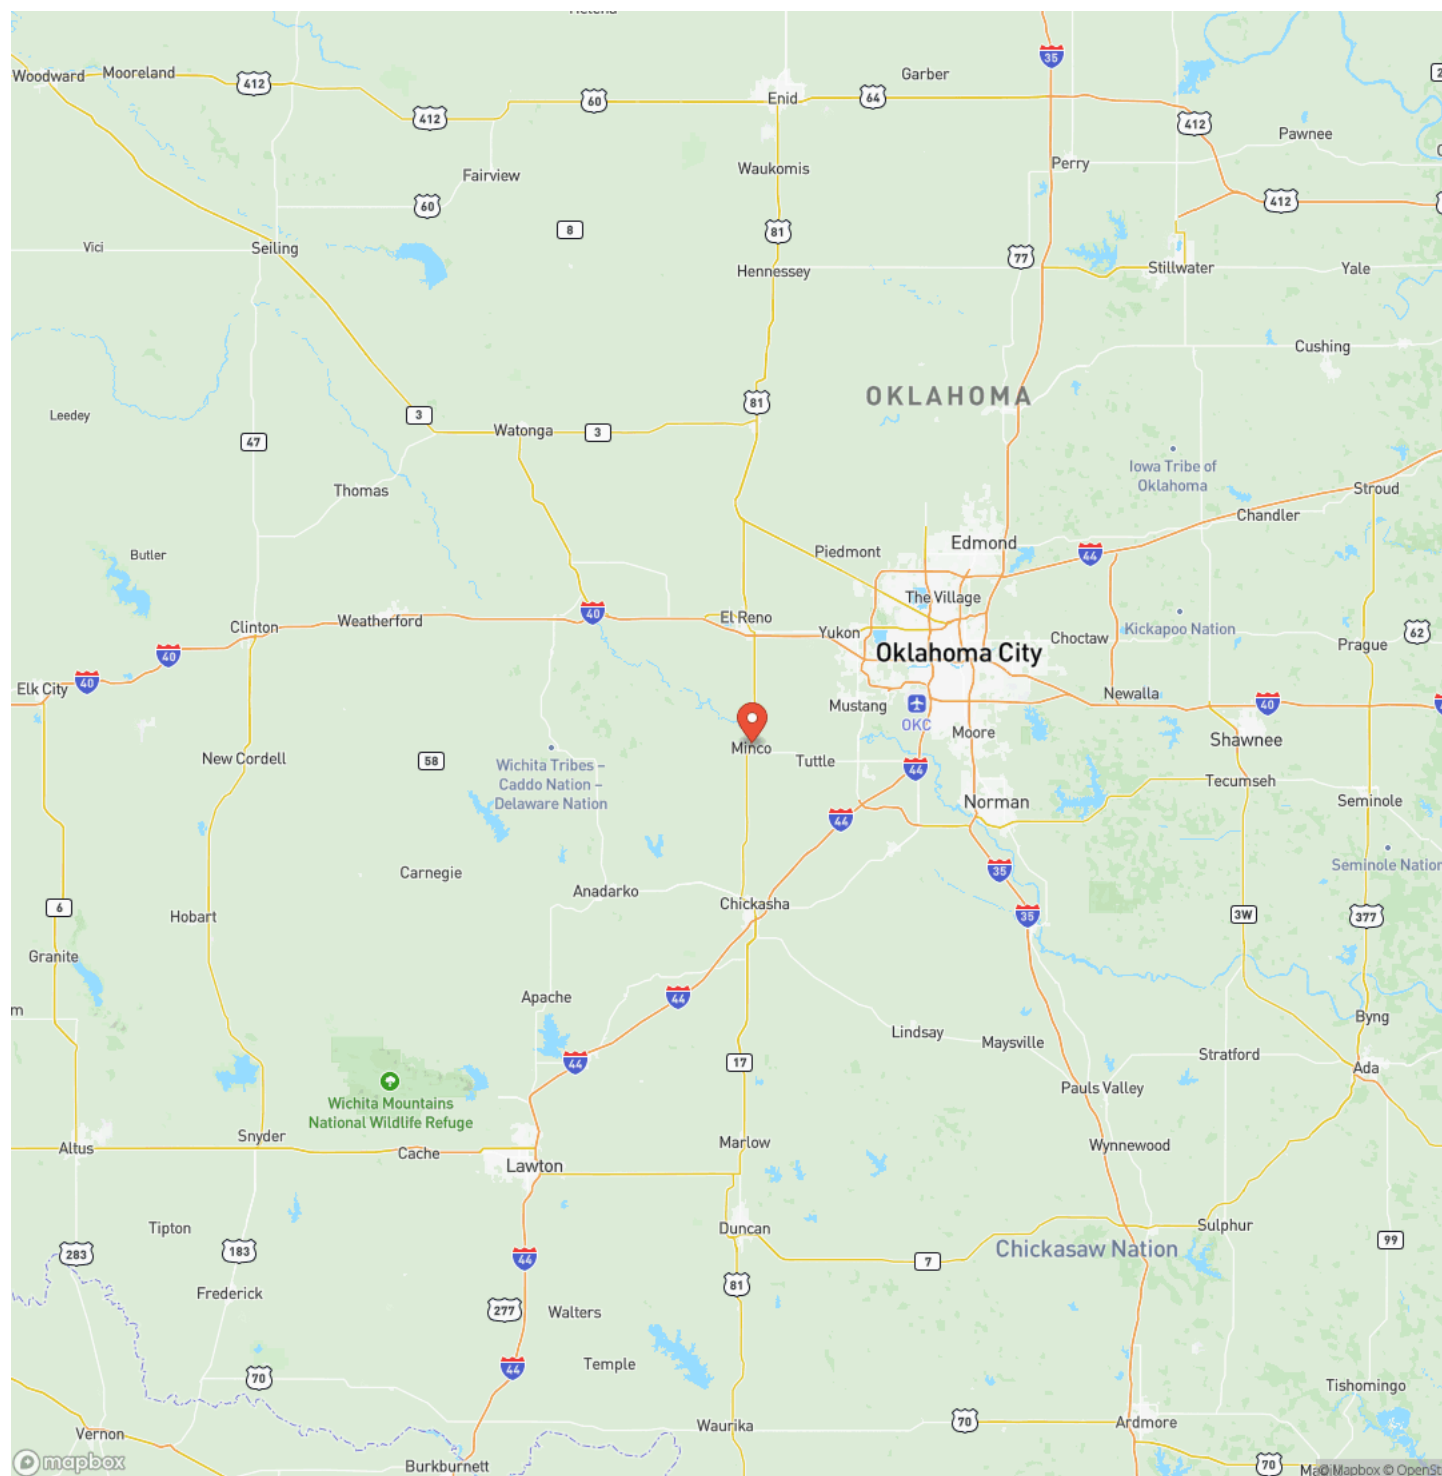 Woodward
Mooreland
412
412
60
Enid
64
Garber
35
412
Pawnee
Perry
412
Waukomis
Fairview
60
8
81
Vici
Seiling
Hennessey
77
Stillwater
Yale
Cushing
OKLAHOMA
Leedey
3
81
47
Watonga
3
Iowa Tribe of
Oklahoma
Thomas
Stroud
Chandler
Butler
Piedmont
Edmond
44
The Village
Clinton
Weatherford
40
El Reno
Yukon
Oklahoma City
Choctaw
Kickapoo Nation
62
Prague
40
40
Elk City
Mustang
OKC
Newalla
40
Moore
Shawnee
New Cordell
58
Minco
Tuttle
44
Wichita Tribes –
Caddo Nation –
Delaware Nation
Tecumseh
Norman
Seminole
44
Carnegie
35
Seminole Nation
Anadarko
Chickasha
6
Hobart
35
3W
377
Granite
Apache
44
Lindsay
Maysville
Byng
Stratford
Ada
44
17
Pauls Valley
Wichita Mountains
National Wildlife Refuge
Altus
Snyder
Cache
Lawton
Marlow
Wynnewood
Tipton
Duncan
Sulphur
283
183
44
Chickasaw Nation
7
99
Frederick
277
Walters
81
70
44
Temple
Tishomingo
Vernon
Waurika
70
Ardmore
Burkburnett
70
mapbox
© Mapbox © OpenSt